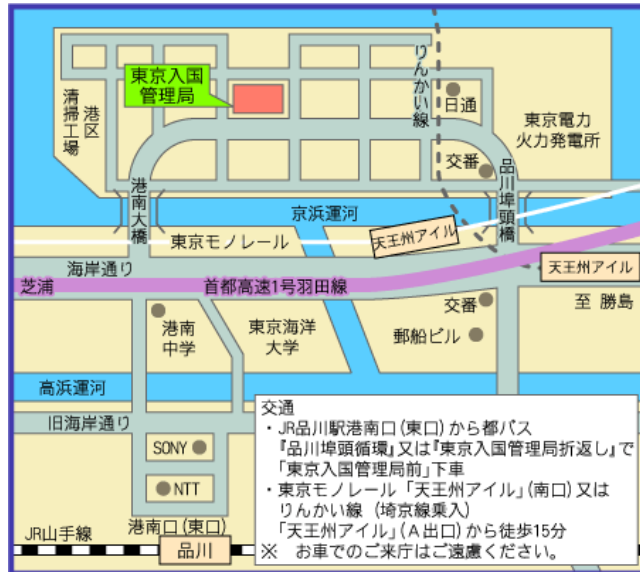 りんかい線
東京入国
管理局
日通
港区
清掃工場
東京電力
火力発電所
交番
港南大橋
品川埠頭橋
京浜運河
東京モノレール
天王州アイル
海岸通り
天王州アイル
芝浦
首都高速1号羽田線
至 勝島
交番
港南
中学
東京海洋
大学
郵船ビル
高浜運河
旧海岸通り
SONY
NTT
港南口(東口)
JR山手線
品川
交通
・JR品川駅港南口(東口)から都バス
『品川埠頭循環』又は『東京入国管理局折返し』で
「東京入国管理局前」下車
・東京モノレール「天王州アイル」(南口)又は
りんかい線 (埼京線乗入)
「天王州アイル」(A出口)から徒歩15分
※ お車でのご来庁はご遠慮ください。